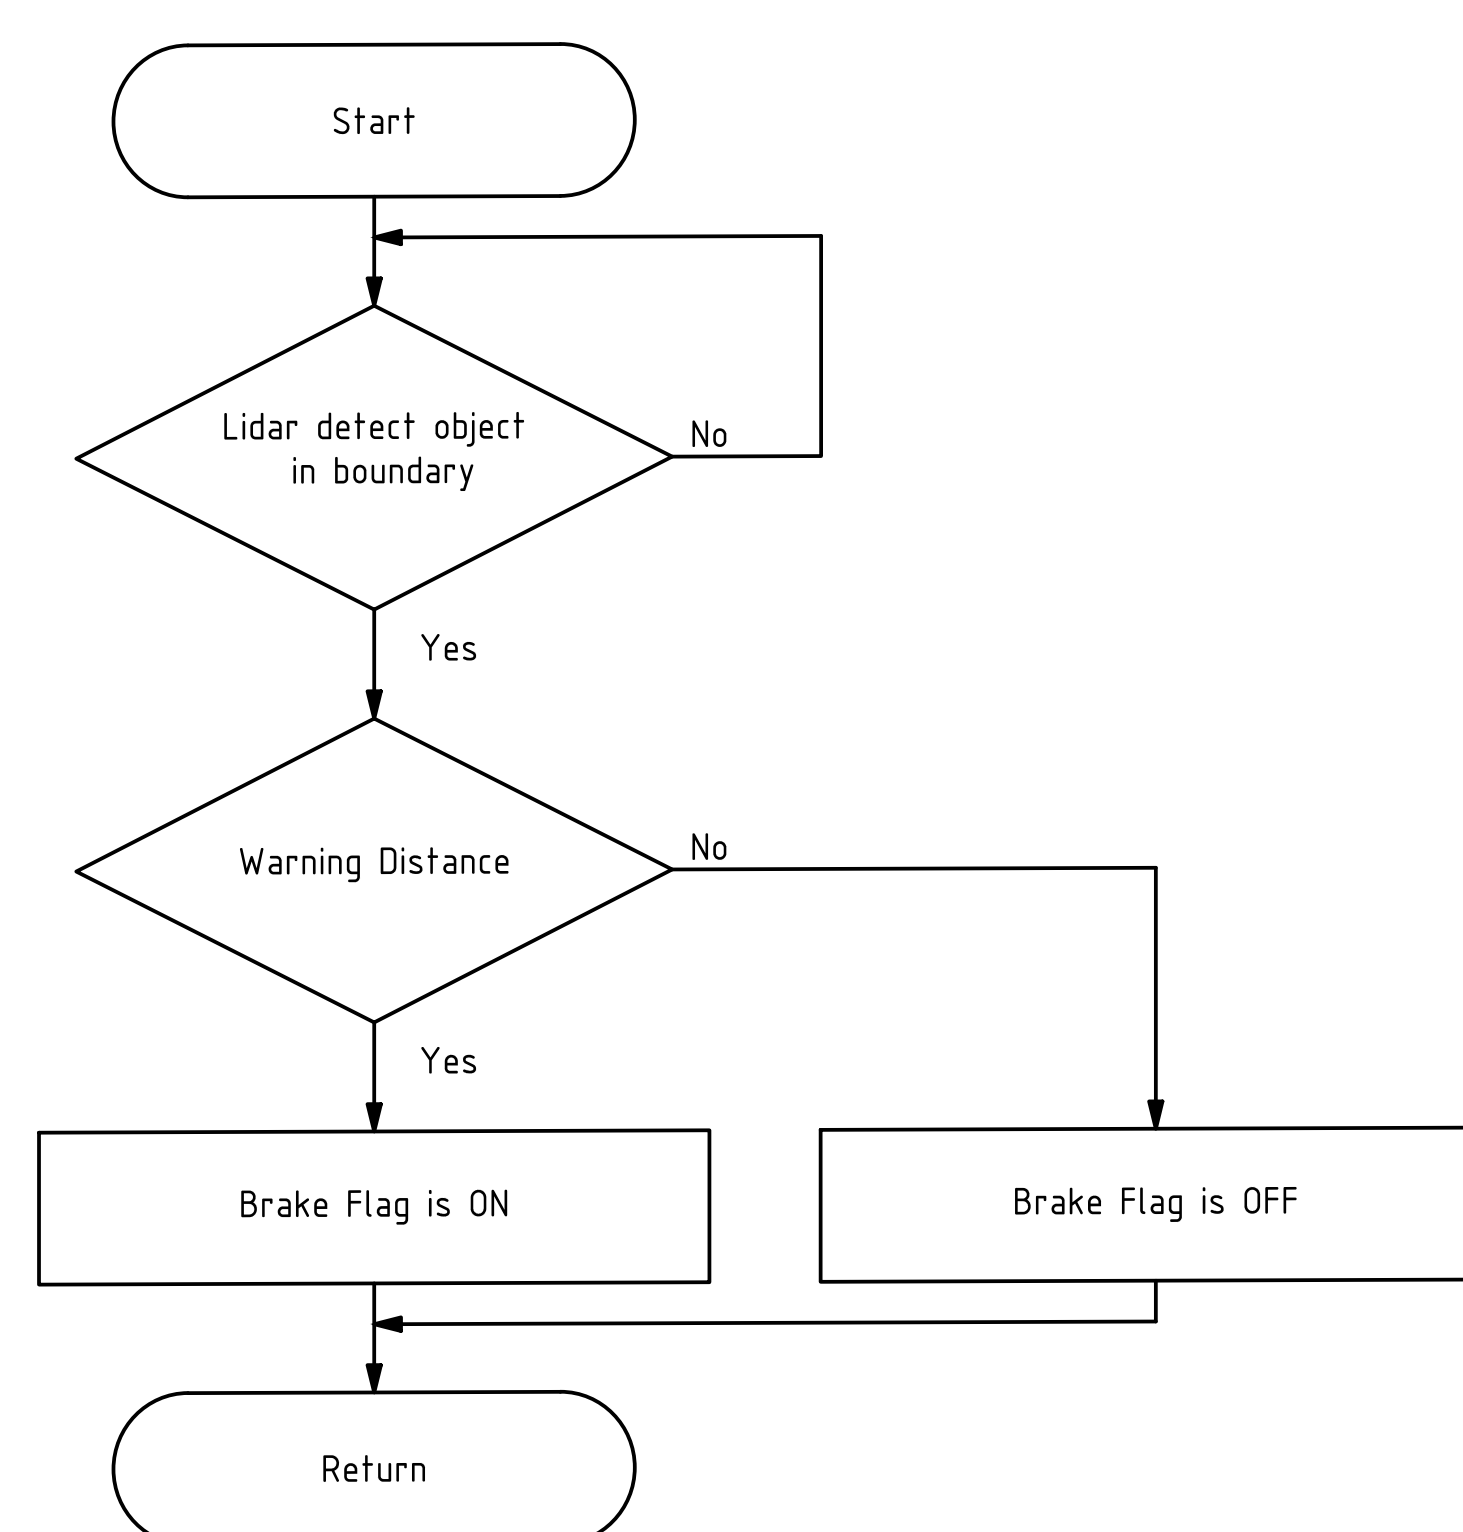 Start
No
Lidar detect object
in boundary
Yes
No
Warning Distance
Yes
Brake Flag is ON
Brake Flag is OFF
Return